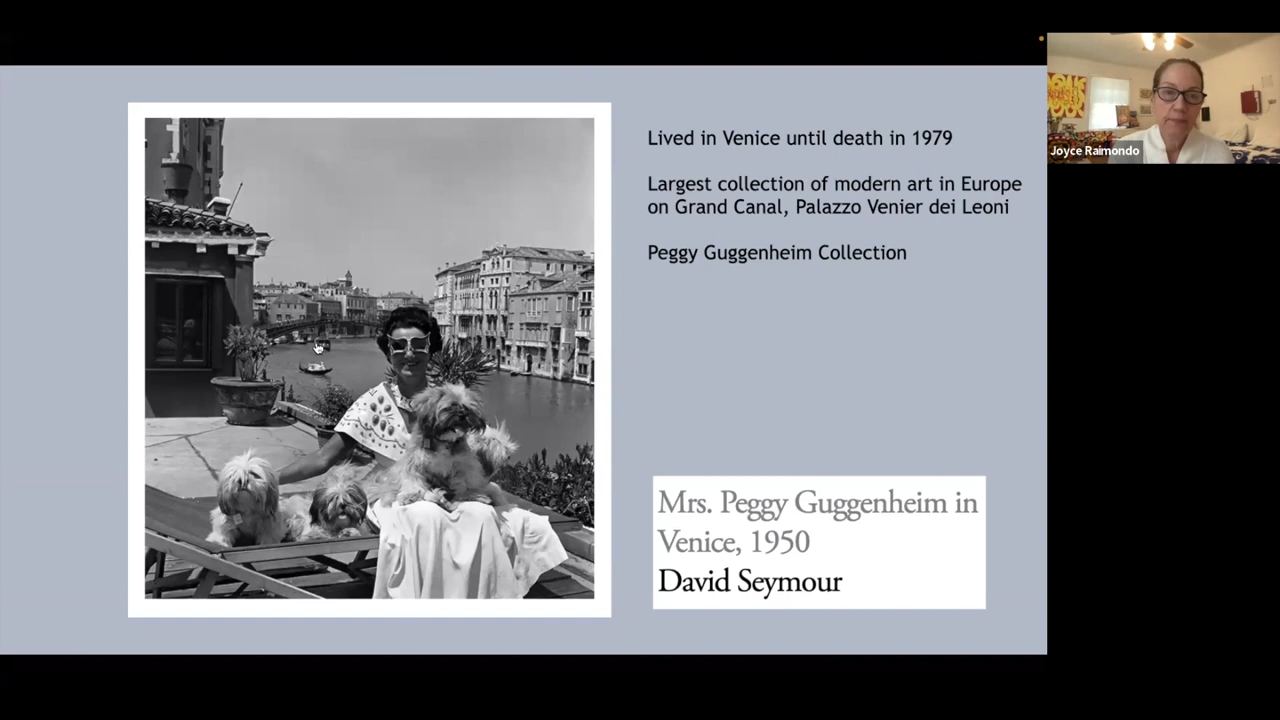 Lived in Venice until death in 1979
Largest collection of modern art in Europe
on Grand Canal, Palazzo Venier dei Leoni
Peggy Guggenheim Collection
Mrs. Peggy Guggenheim in
Venice, 1950
David Seymour
Joyce Raimondo